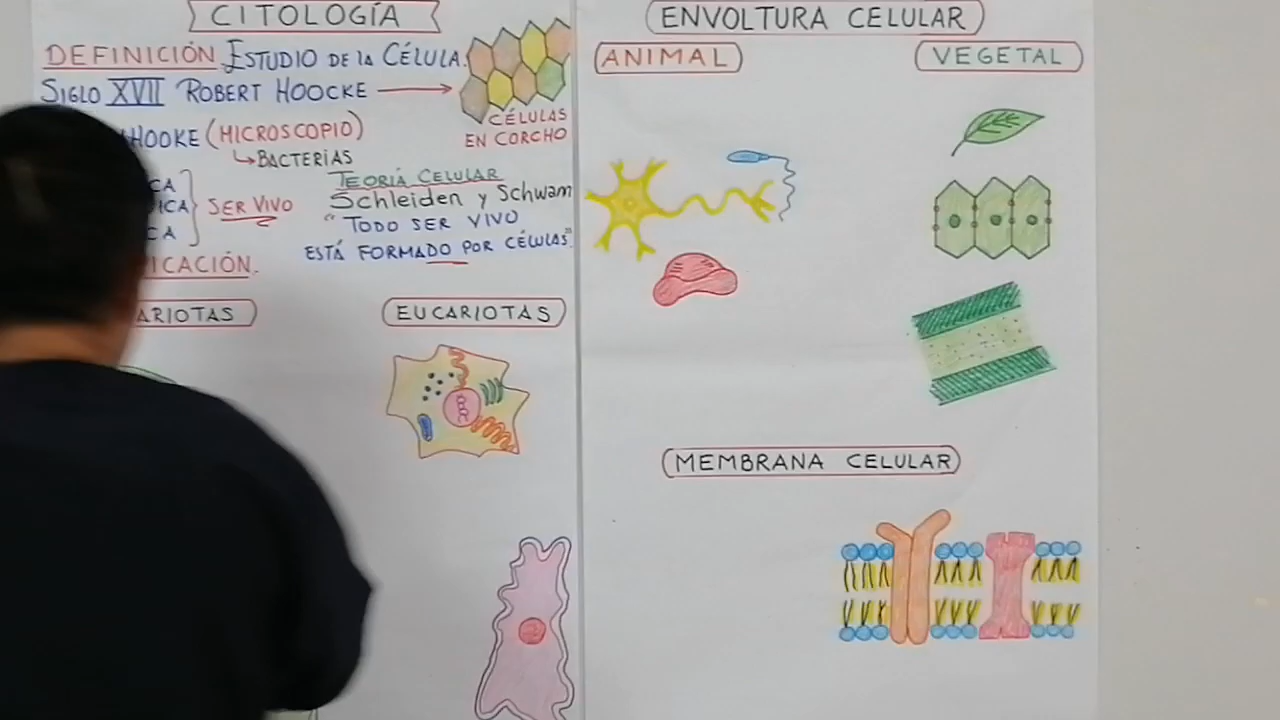 CITOLOGÍA
DEFINICIÓN ESTUDIO DE LA CÉLULA.
SIGLO XVII ROBERT HOOCKE
CÉLULAS
EN CORCHO
HOOKE (MICROSCOPIO)
BACTERIAS
SER VIVO
TEORÍA CELULAR
Schleiden y Schwam
"TODO SER VIVO
ESTÁ FORMADO POR CÉLULAS"
EUCARIOTAS
ENVOLTURA CELULAR
ANIMAL
VEGETAL
MEMBRANA CELULAR